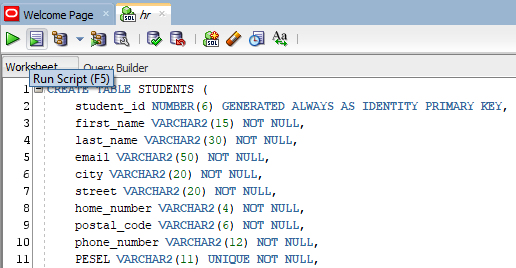 Welcome Page hr
SQL SQL Aa
Worksheet Query Builder
Run Script (F5)
1 CREATE TABLE STUDENTS (
2 student_id NUMBER(6) GENERATED ALWAYS AS IDENTITY PRIMARY KEY,
3 first_name VARCHAR2(15) NOT NULL,
4 last_name VARCHAR2(30) NOT NULL,
5 email VARCHAR2(50) NOT NULL,
6 city VARCHAR2(20) NOT NULL,
7 street VARCHAR2(20) NOT NULL,
8 home_number VARCHAR2(4) NOT NULL,
9 postal_code VARCHAR2(6) NOT NULL,
10 phone_number VARCHAR2(12) NOT NULL,
11 PESEL VARCHAR2(11) UNIQUE NOT NULL,